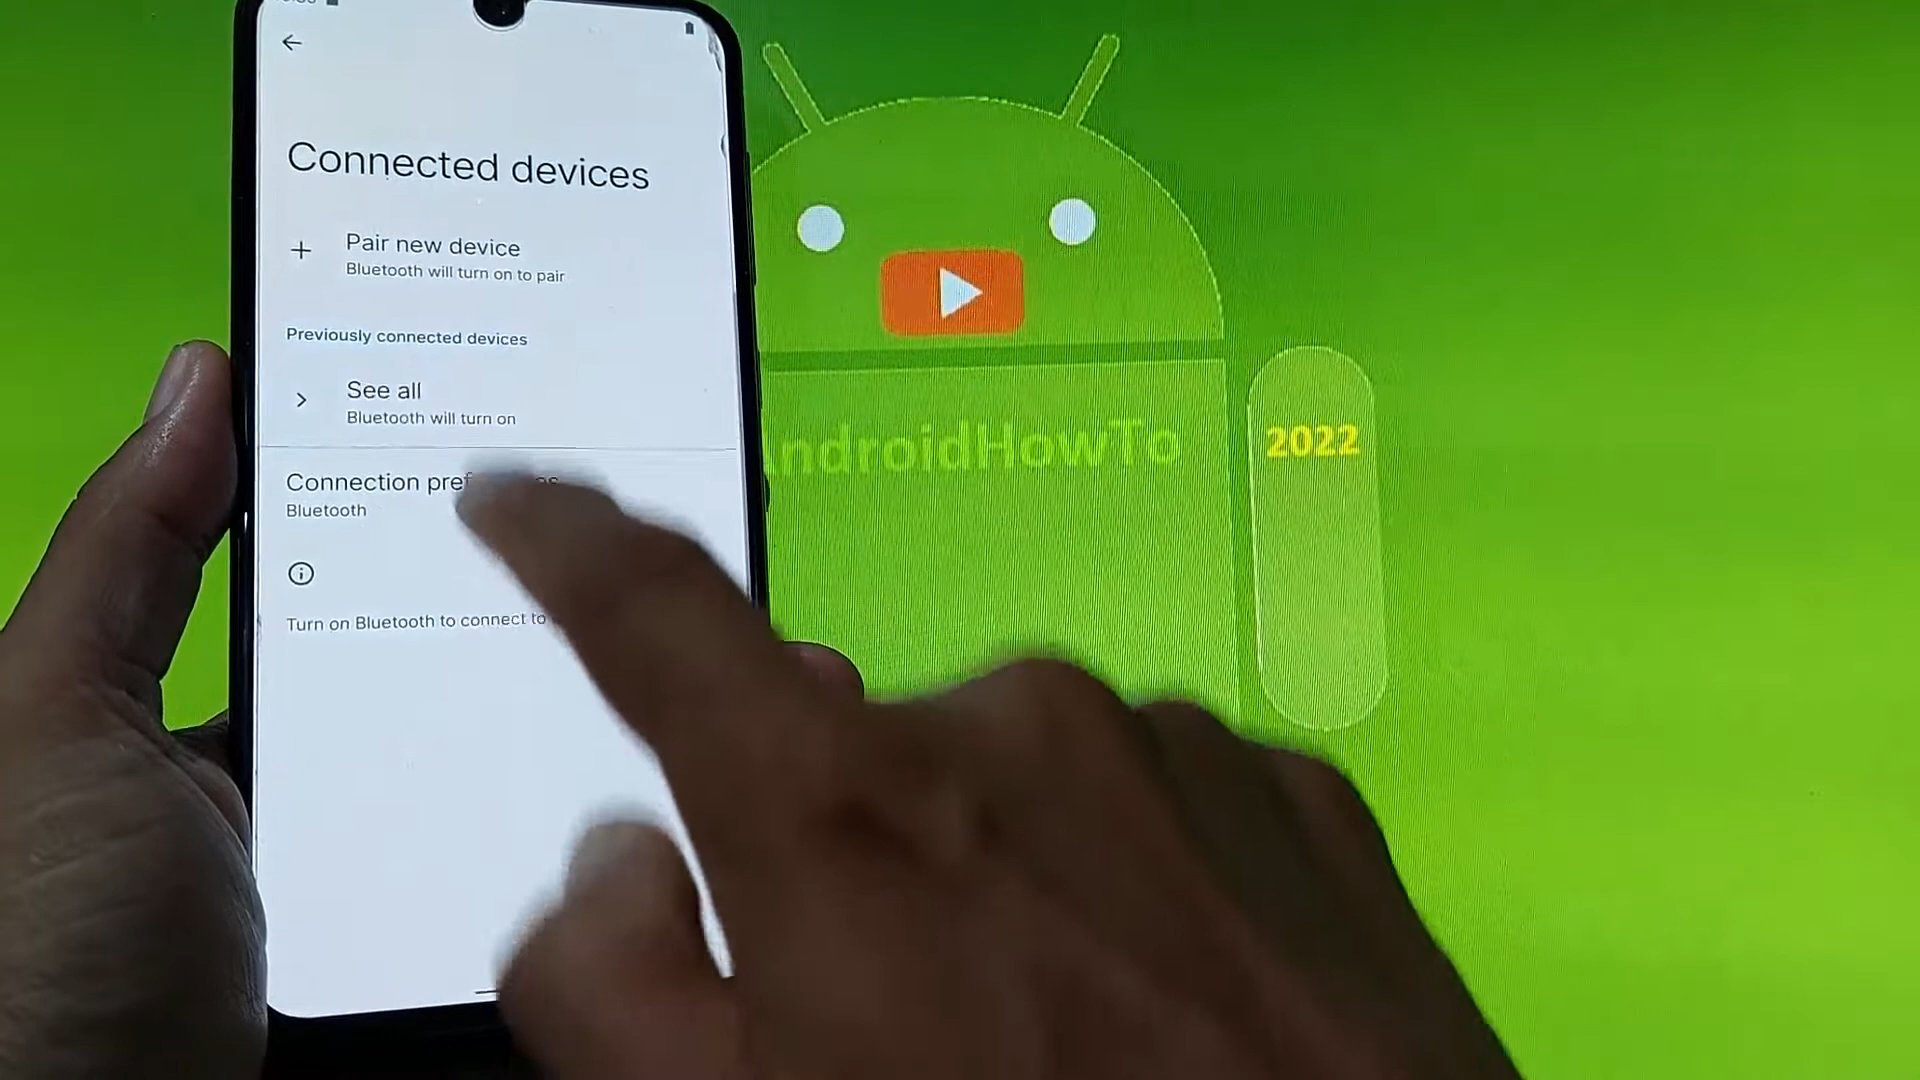 Connected devices
Pair new device
Bluetooth will turn on to pair
Previously connected devices
See all
Bluetooth will turn on
Connection
Bluetooth
Turn on Bluetooth to connect to
AndroidHowTo
2022